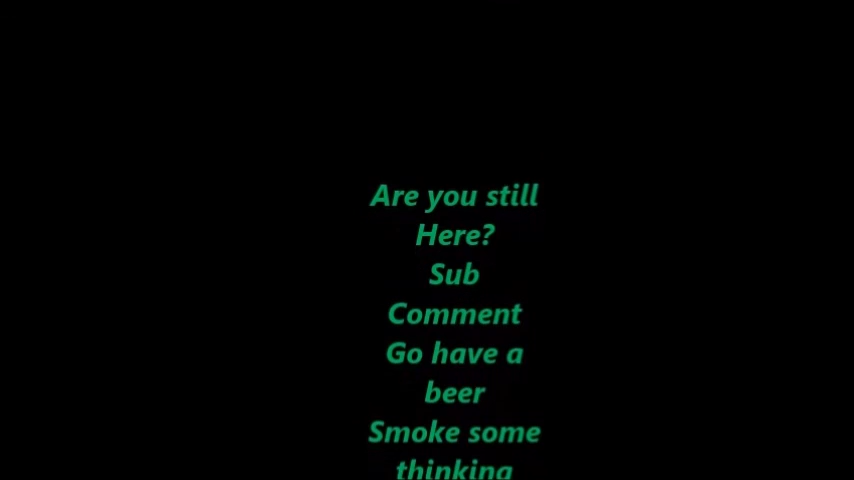 Are you still
Here?
Sub
Comment
Go have a
beer
Smoke some
thinking